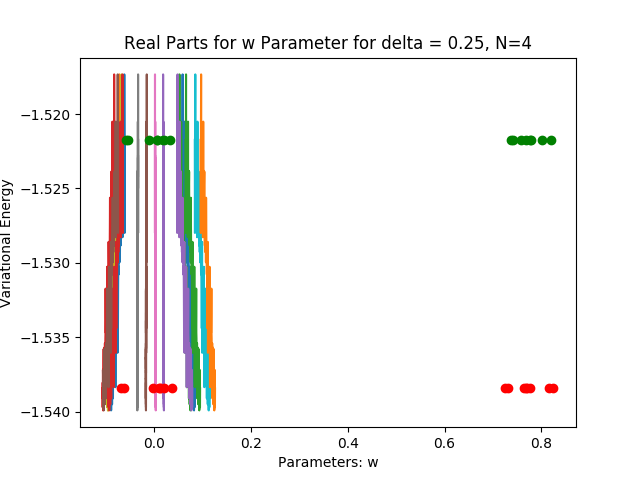 Real Parts for w Parameter for delta = 0.25, N=4
Variational Energy
−1.520
−1.525
−1.530
−1.535
−1.540
0.0 0.2 0.4 0.6 0.8
Parameters: w